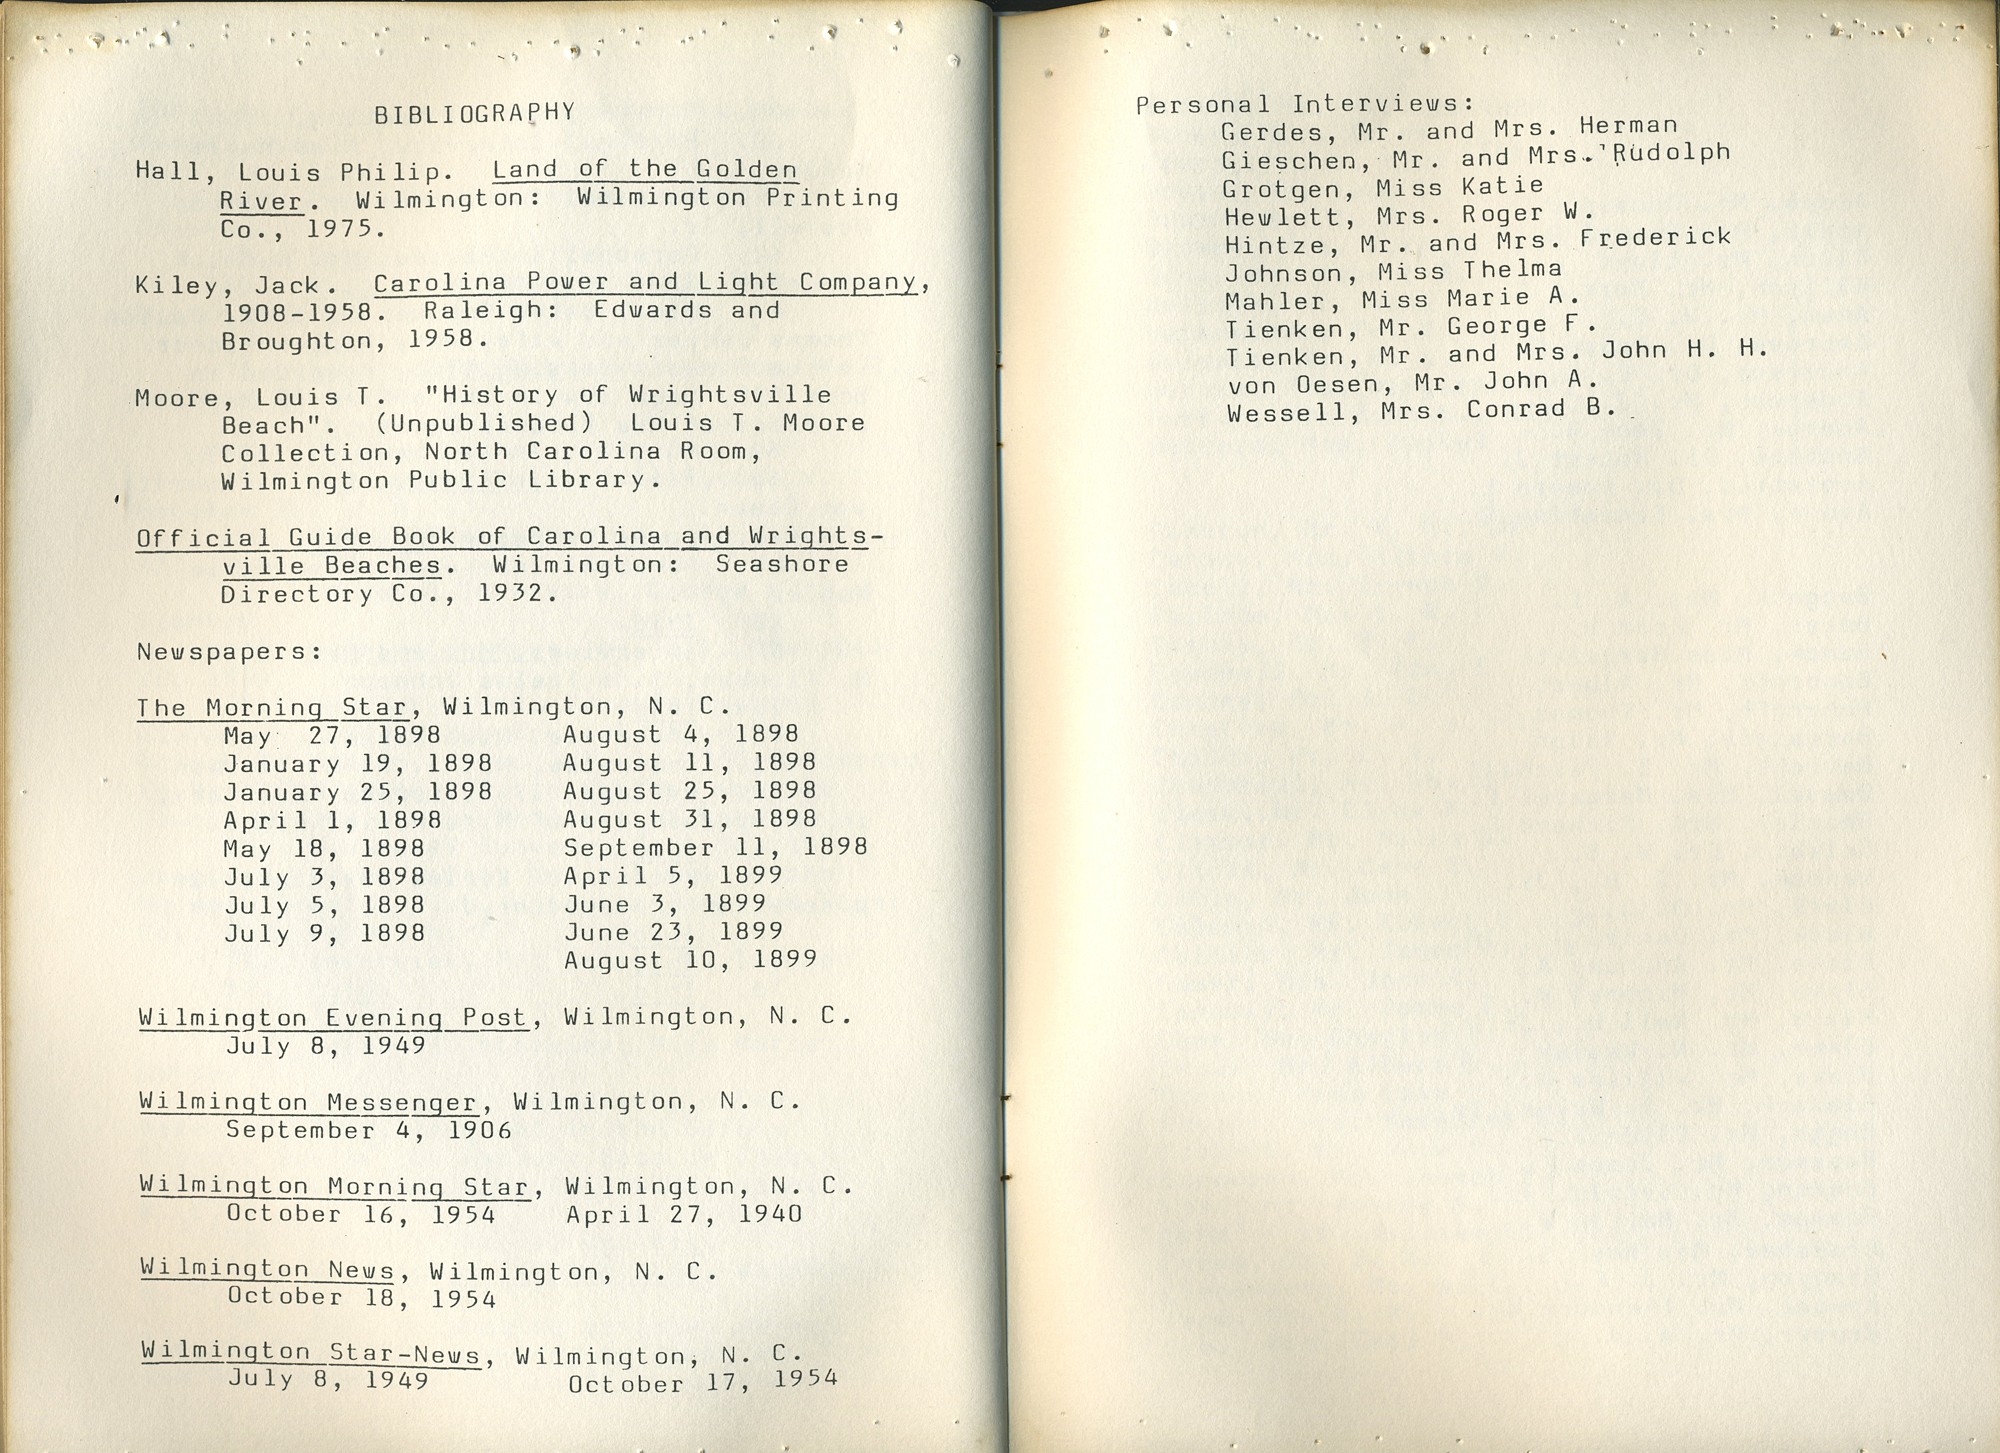 BIBLIOGRAPHY
Hall, Louis Philip. Land of the Golden
River. Wilmington: Wilmington Printing
Co., 1975.
Kiley, Jack. Carolina Power and Light Company,
1908-1958. Raleigh: Edwards and
Broughton, 1958.
Moore, Louis T. "History of Wrightsville
Beach". (Unpublished) Louis T. Moore
Collection, North Carolina Room,
Wilmington Public Library.
Official Guide Book of Carolina and Wrights-
ville Beaches. Wilmington: Seashore
Directory Co., 1932.
Newspapers:
The Morning Star, Wilmington, N. C.
May 27, 1898 August 4, 1898
January 19, 1898 August 11, 1898
January 25, 1898 August 25, 1898
April 1, 1898 August 31, 1898
May 18, 1898 September 11, 1898
July 3, 1898 April 5, 1899
July 5, 1898 June 3, 1899
July 9, 1898 June 23, 1899
August 10, 1899
Wilmington Evening Post, Wilmington, N. C.
July 8, 1949
Wilmington Messenger, Wilmington, N. C.
September 4, 1906
Wilmington Morning Star, Wilmington, N. C.
October 16, 1954 April 27, 1940
Wilmington News, Wilmington, N. C.
October 18, 1954
Wilmington Star-News, Wilmington, N. C.
July 8, 1949 October 17, 1954
Personal Interviews:
Gerdes, Mr. and Mrs. Herman
Gieschen, Mr. and Mrs. Rudolph
Grotgen, Miss Katie
Hewlett, Mrs. Roger W.
Hintze, Mr. and Mrs. Frederick
Johnson, Miss Thelma
Mahler, Miss Marie A.
Tienken, Mr. George F.
Tienken, Mr. and Mrs. John H. H.
von Oesen, Mr. John A.
Wessell, Mrs. Conrad B.